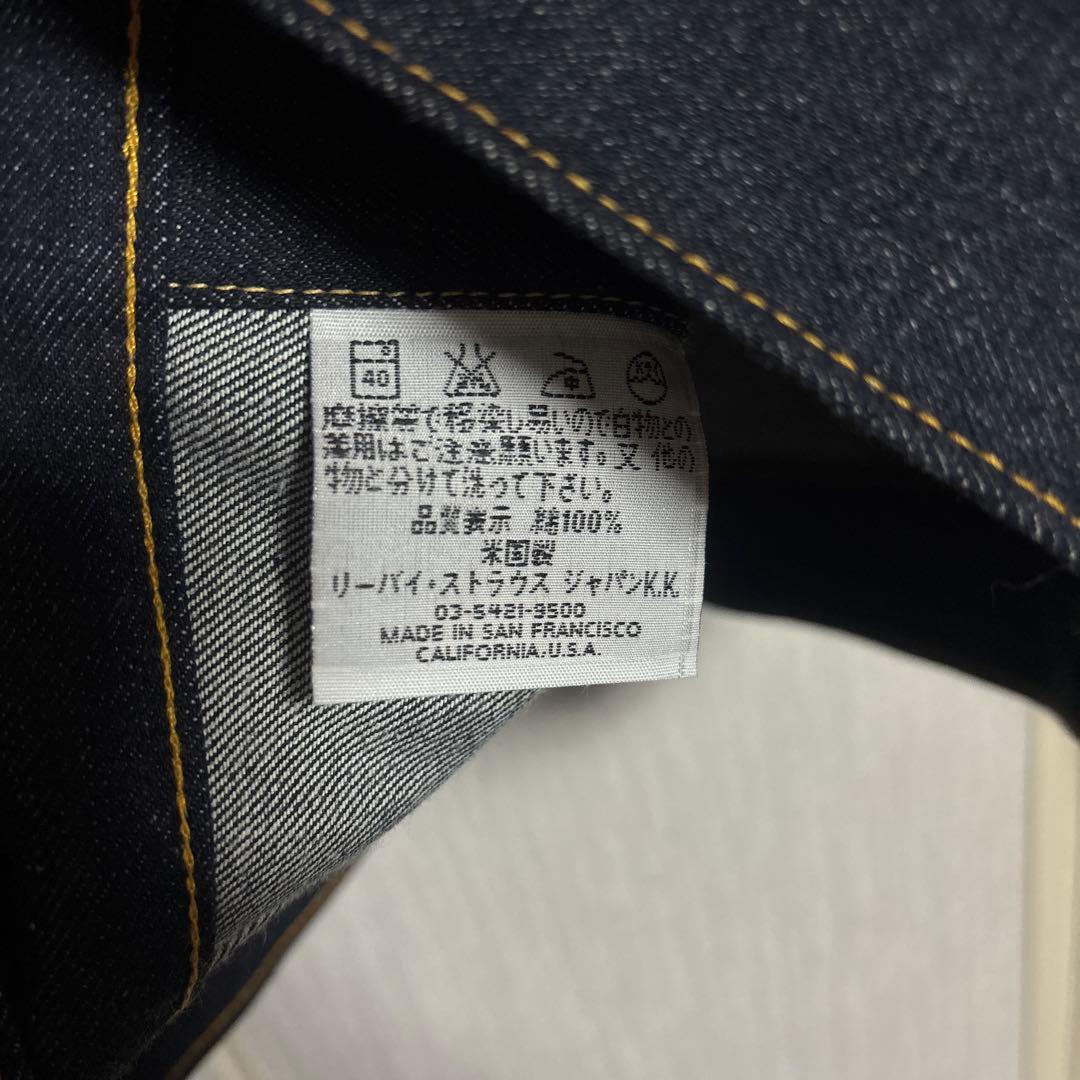 40
摩擦等で移染し易いので白物との
着用はご注意願います。又 他の
物と分けて洗って下さい。
品質表示 綿100%
米国製
リーバイ・ストラウス ジャパンK.K.
03-5421-9500
MADE IN SAN FRANCISCO
CALIFORNIA.U.S.A.